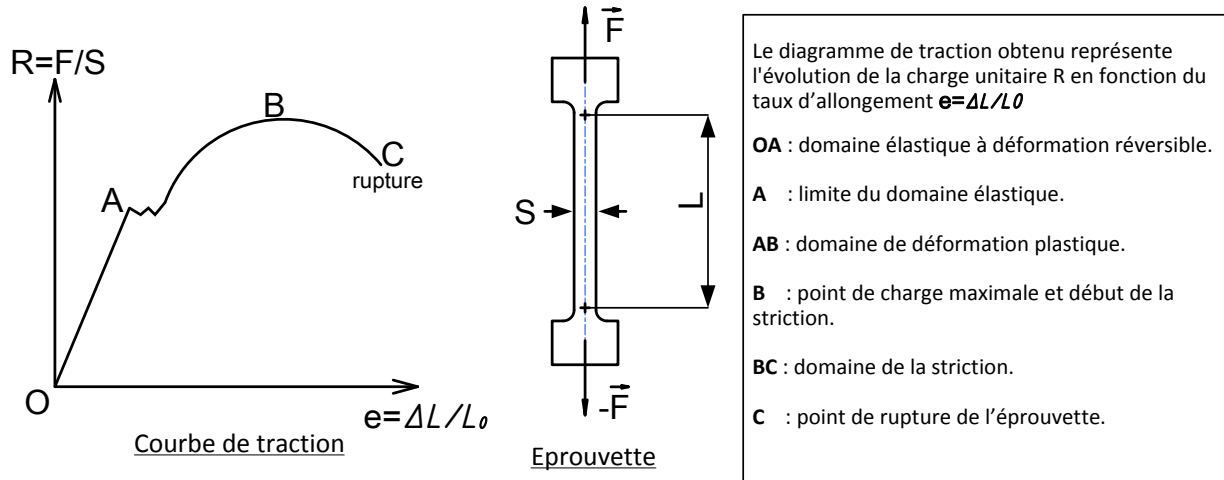 R=F/S
B
C
rupture
A
O
e=ΔL/L₀
Courbe de traction
F
S
L
-F
Eprouvette
Le diagramme de traction obtenu représente
l'évolution de la charge unitaire R en fonction du
taux d'allongement e=ΔL/L0
OA : domaine élastique à déformation réversible.
A : limite du domaine élastique.
AB : domaine de déformation plastique.
B : point de charge maximale et début de la
striction.
BC : domaine de la striction.
C : point de rupture de l'éprouvette.